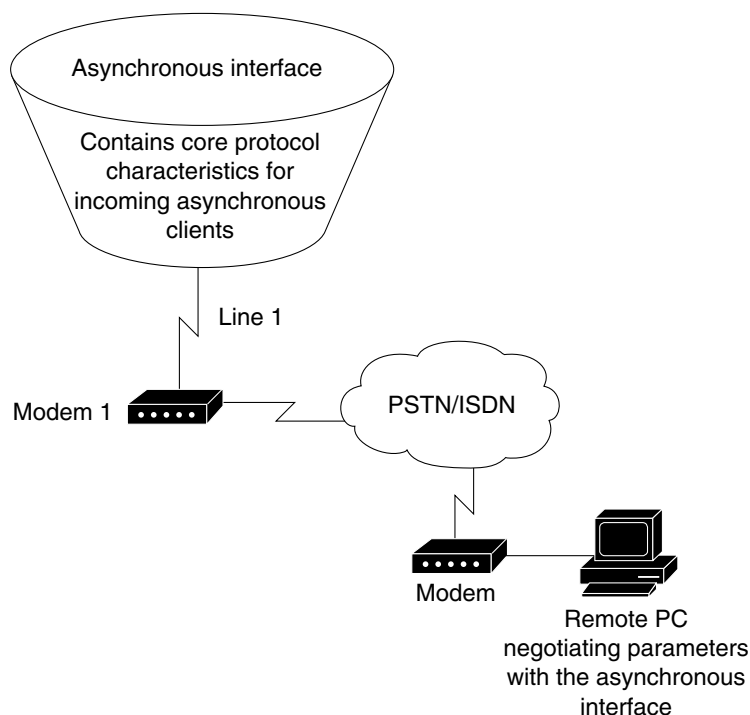 Asynchronous interface
Contains core protocol
characteristics for
incoming asynchronous
clients
Line 1
Modem 1
PSTN/ISDN
Modem
Remote PC
negotiating parameters
with the asynchronous
interface